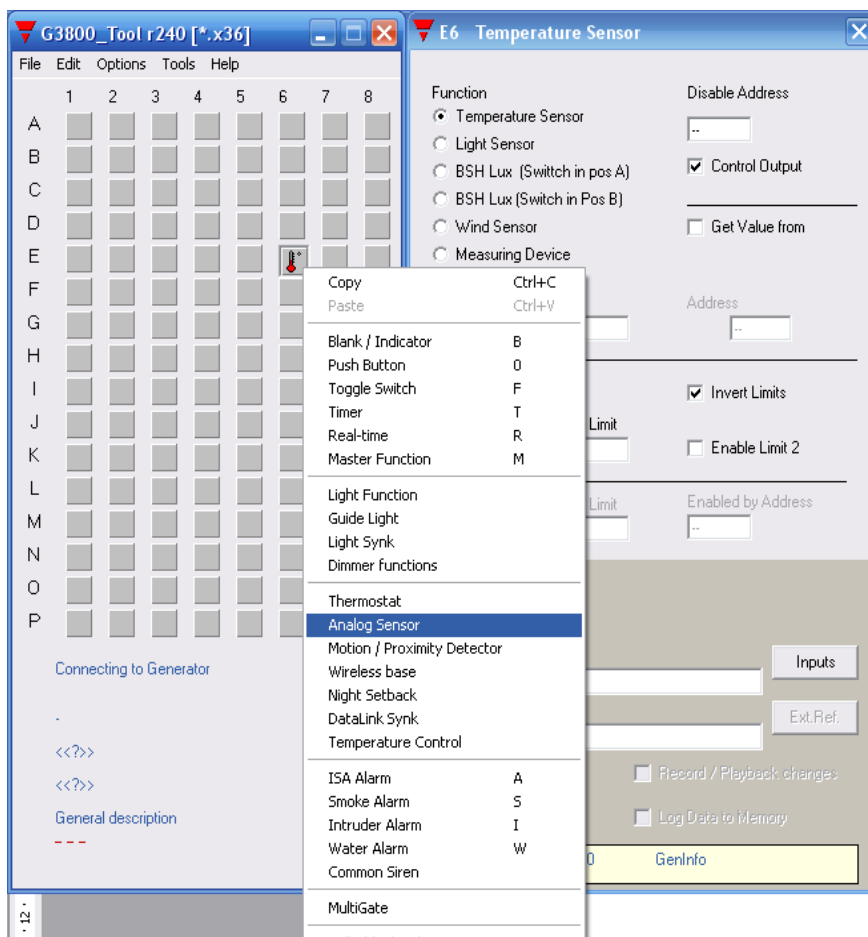 G3800_Tool r240 [*.x36]
File Edit Options Tools Help
1 2 3 4 5 6 7 8
A
B
C
D
E
F
G
H
I
J
K
L
M
N
O
P
Connecting to Generator
-
<<?>>
<<?>>
General description
---
12
Copy Ctrl+C
Paste Ctrl+V
Blank / Indicator B
Push Button 0
Toggle Switch F
Timer T
Real-time R
Master Function M
Light Function
Guide Light
Light Synk
Dimmer functions
Thermostat
Analog Sensor
Motion / Proximity Detector
Wireless base
Night Setback
DataLink Synk
Temperature Control
ISA Alarm A
Smoke Alarm S
Intruder Alarm I
Water Alarm W
Common Siren
MultiGate
E6 Temperature Sensor
Function
Temperature Sensor
Light Sensor
BSH Lux (Swittch in pos A)
BSH Lux (Switch in Pos B)
Wind Sensor
Measuring Device
Disable Address
--
Control Output
Get Value from
Address
--
Invert Limits
Limit
Enable Limit 2
Limit
Enabled by Address
--
Inputs
Ext.Ref.
Record / Playback changes
Log Data to Memory
0 GenInfo